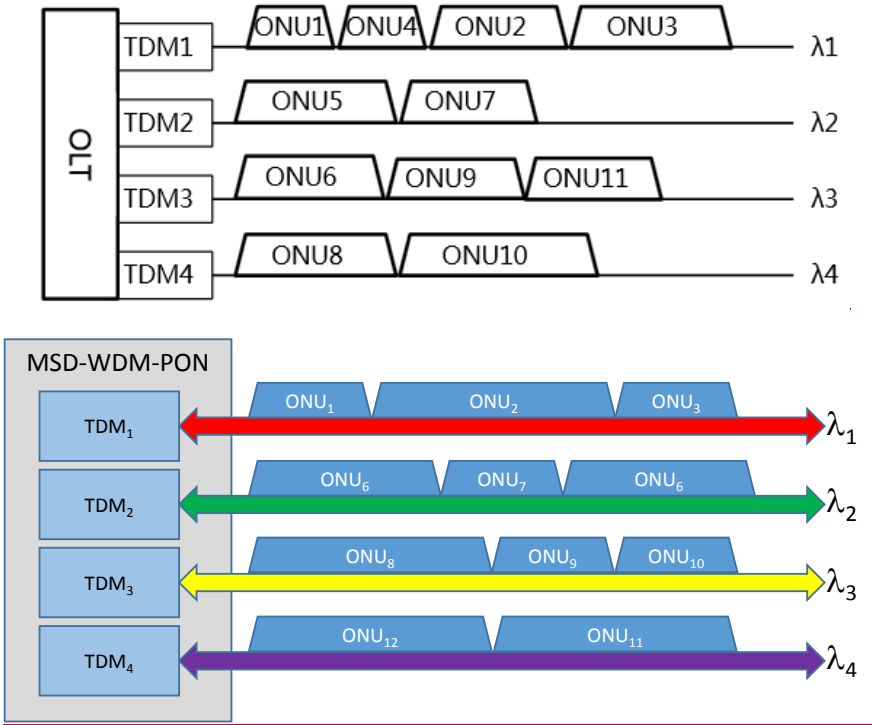 TDM1 ONU1 ONU4 ONU2 ONU3 λ1
TDM2 ONU5 ONU7 λ2
OLT
TDM3 ONU6 ONU9 ONU11 λ3
TDM4 ONU8 ONU10 λ4
MSD-WDM-PON
TDM₁ ONU₁ ONU₂ ONU₃ λ₁
TDM₂ ONU₆ ONU₇ ONU₆ λ₂
TDM₃ ONU₈ ONU₉ ONU₁₀ λ₃
TDM₄ ONU₁₂ ONU₁₁ λ₄